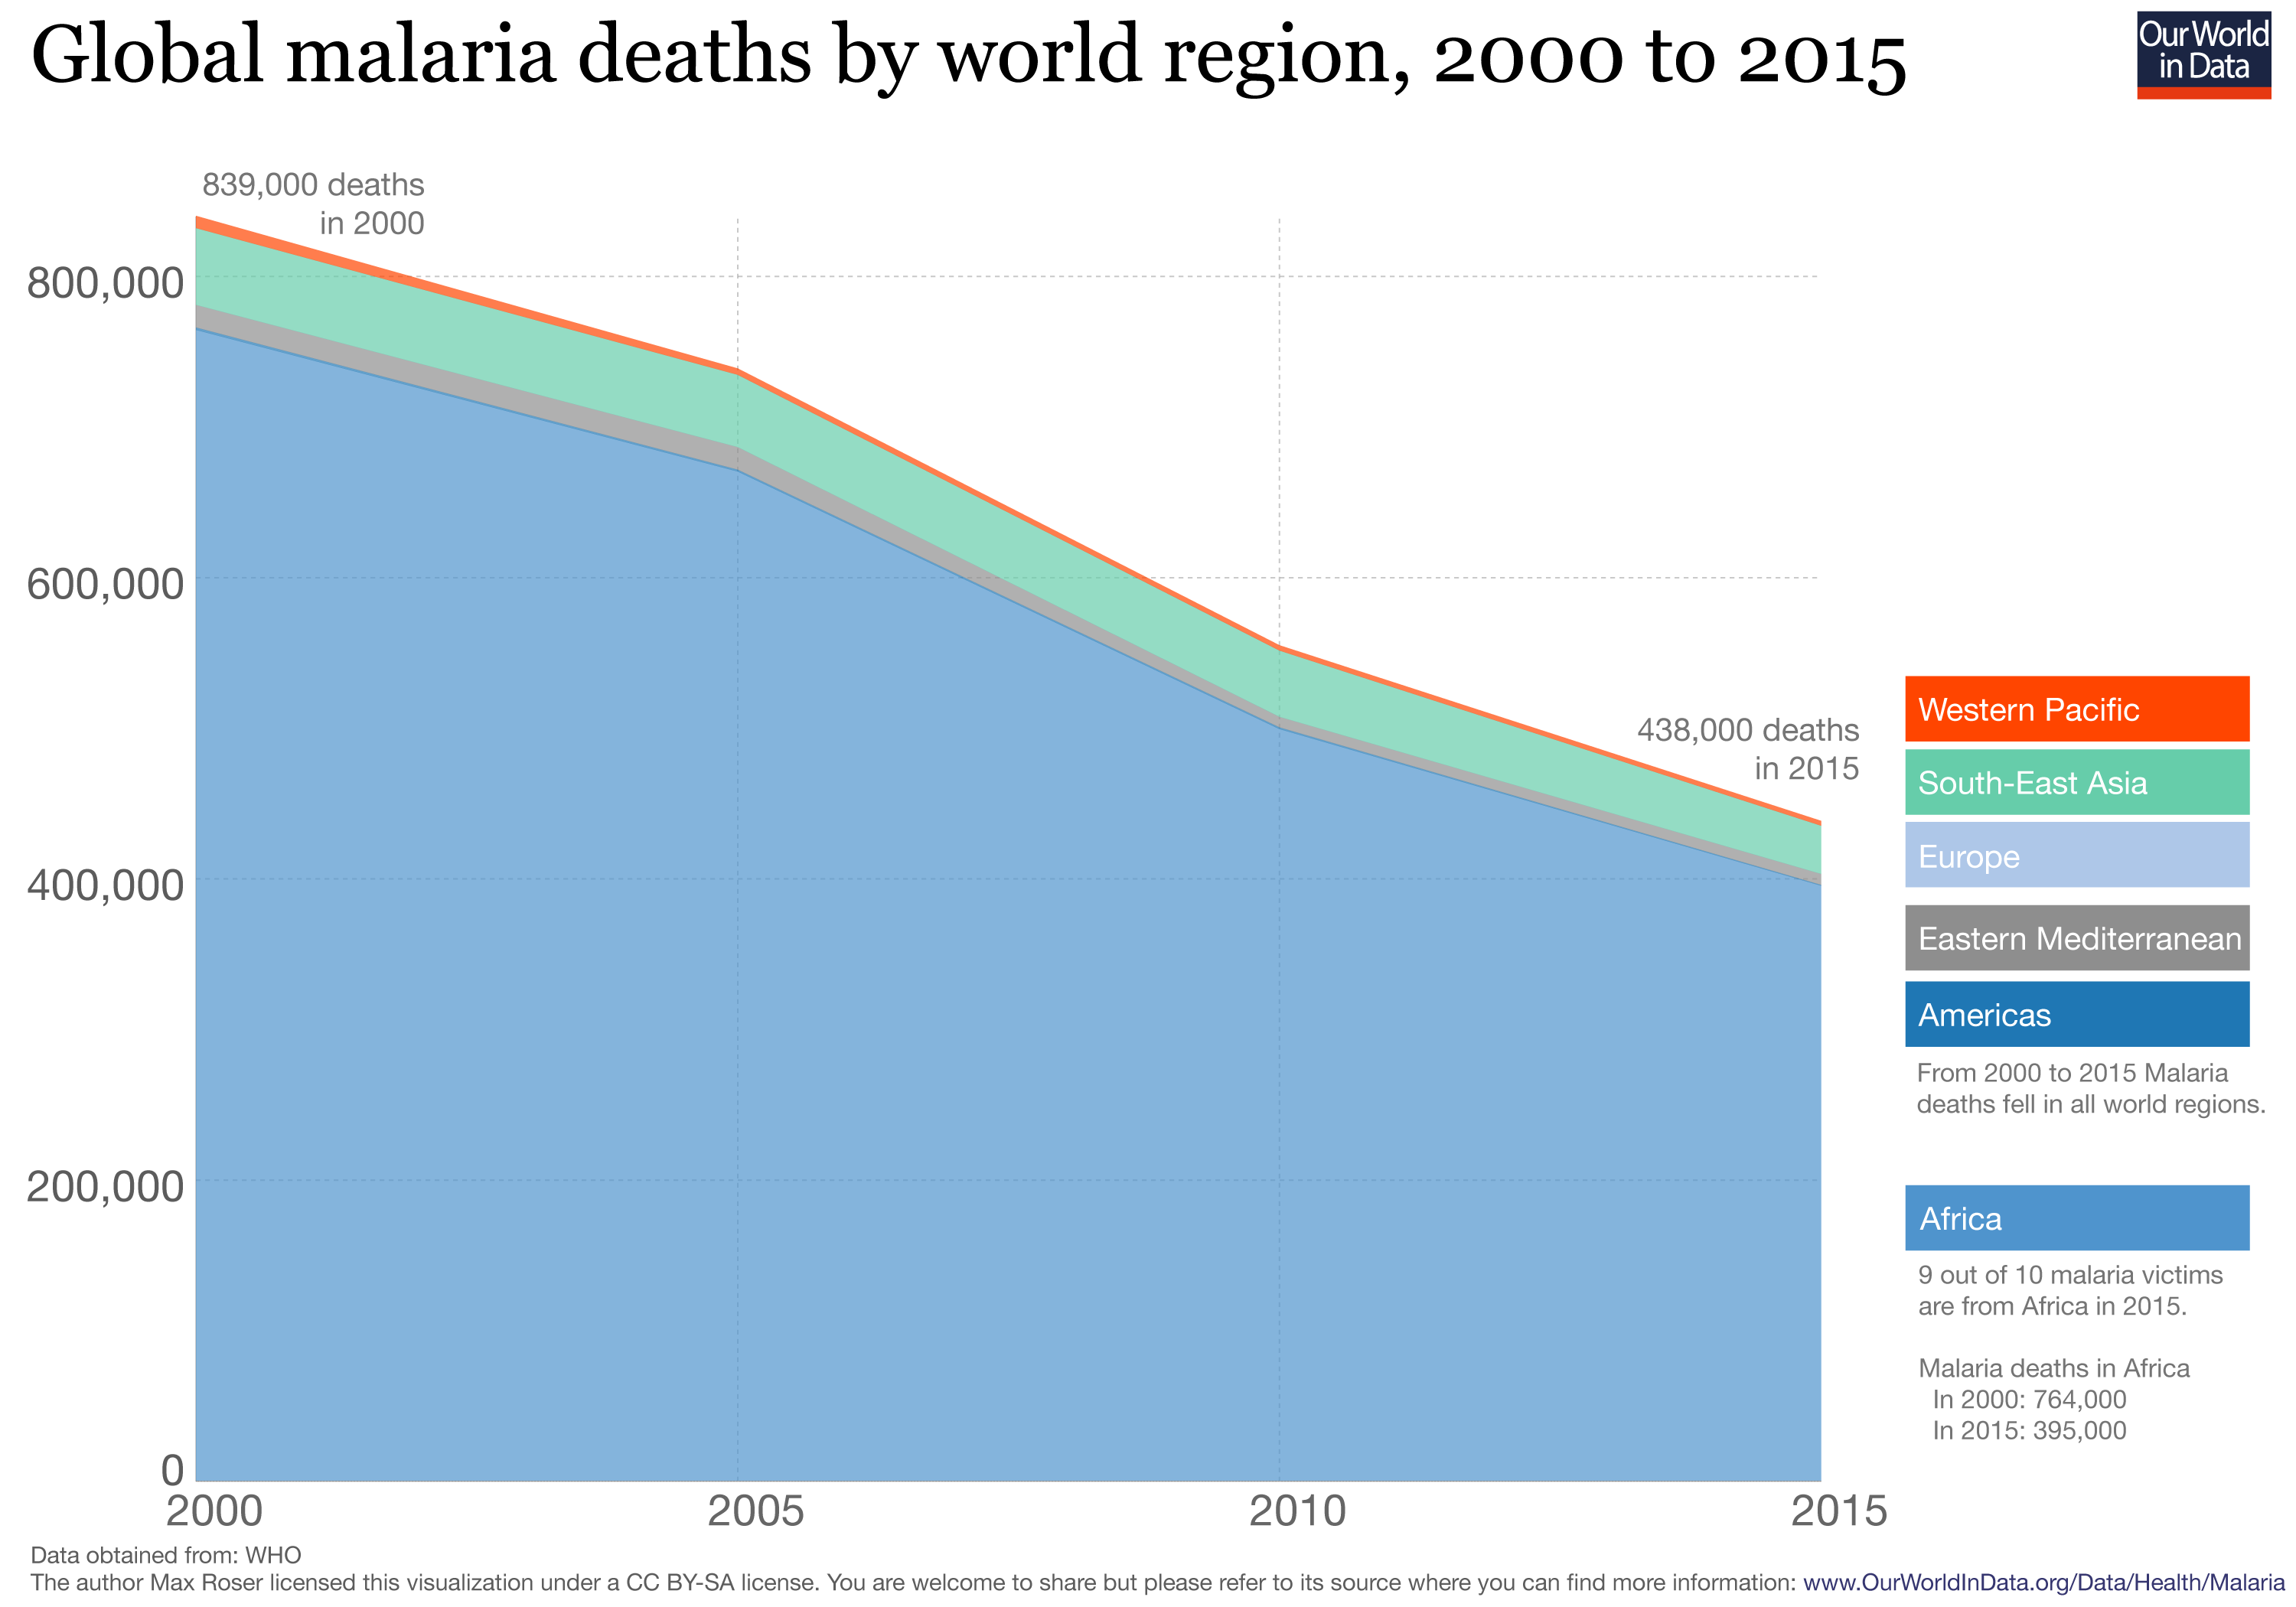 Global malaria deaths by world region, 2000 to 2015
Our World
in Data
839,000 deaths
in 2000
800,000
600,000
400,000
200,000
0
2000
2005
2010
2015
438,000 deaths
in 2015
Western Pacific
South-East Asia
Europe
Eastern Mediterranean
Americas
From 2000 to 2015 Malaria
deaths fell in all world regions.
Africa
9 out of 10 malaria victims
are from Africa in 2015.
Malaria deaths in Africa
In 2000: 764,000
In 2015: 395,000
Data obtained from: WHO
The author Max Roser licensed this visualization under a CC BY-SA license. You are welcome to share but please refer to its source where you can find more information: www.OurWorldInData.org/Data/Health/Malaria